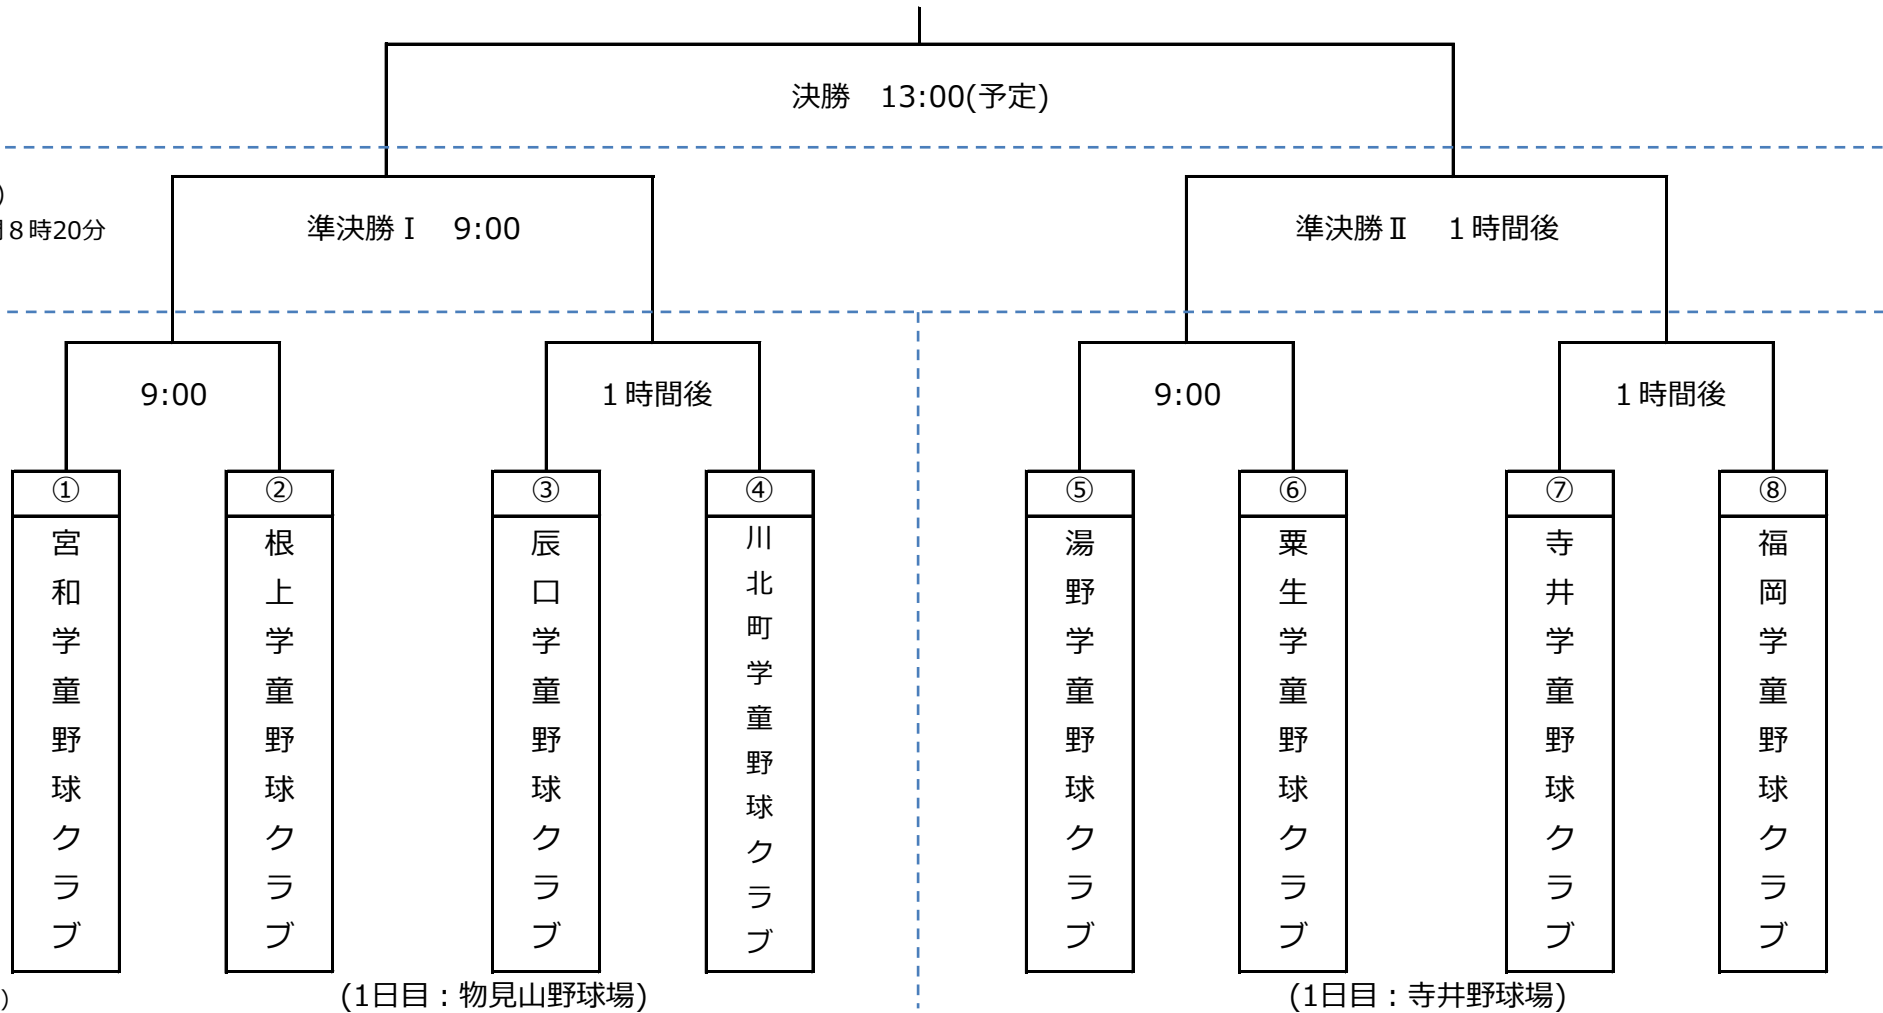 決勝　13:00(予定)
)
８時20分
準決勝Ⅰ　9:00
準決勝Ⅱ　１時間後
9:00
１時間後
9:00
１時間後
①
②
③
④
⑤
⑥
⑦
⑧
宮和学童野球クラブ
根上学童野球クラブ
辰口学童野球クラブ
川北町学童野球クラブ
湯野学童野球クラブ
粟生学童野球クラブ
寺井学童野球クラブ
福岡学童野球クラブ
)
(1日目：物見山野球場)
(1日目：寺井野球場)